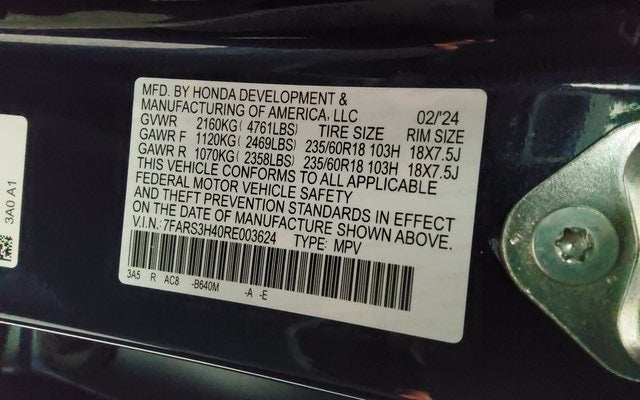 MFD. BY HONDA DEVELOPMENT &
MANUFACTURING OF AMERICA, LLC 02/'24
GVWR 2160KG( 4761LBS) TIRE SIZE RIM SIZE
GAWR F 1120KG( 2469LBS) 235/60R18 103H 18X7.5J
GAWR R 1070KG( 2358LBS) 235/60R18 103H 18X7.5J
THIS VEHICLE CONFORMS TO ALL APPLICABLE
FEDERAL MOTOR VEHICLE SAFETY
AND THEFT PREVENTION STANDARDS IN EFFECT
ON THE DATE OF MANUFACTURE SHOWN ABOVE.
V.I.N.:7FARS3H40RE003624 TYPE: MPV
3A5 R AC8 -B640M -A -E
3A0 A1